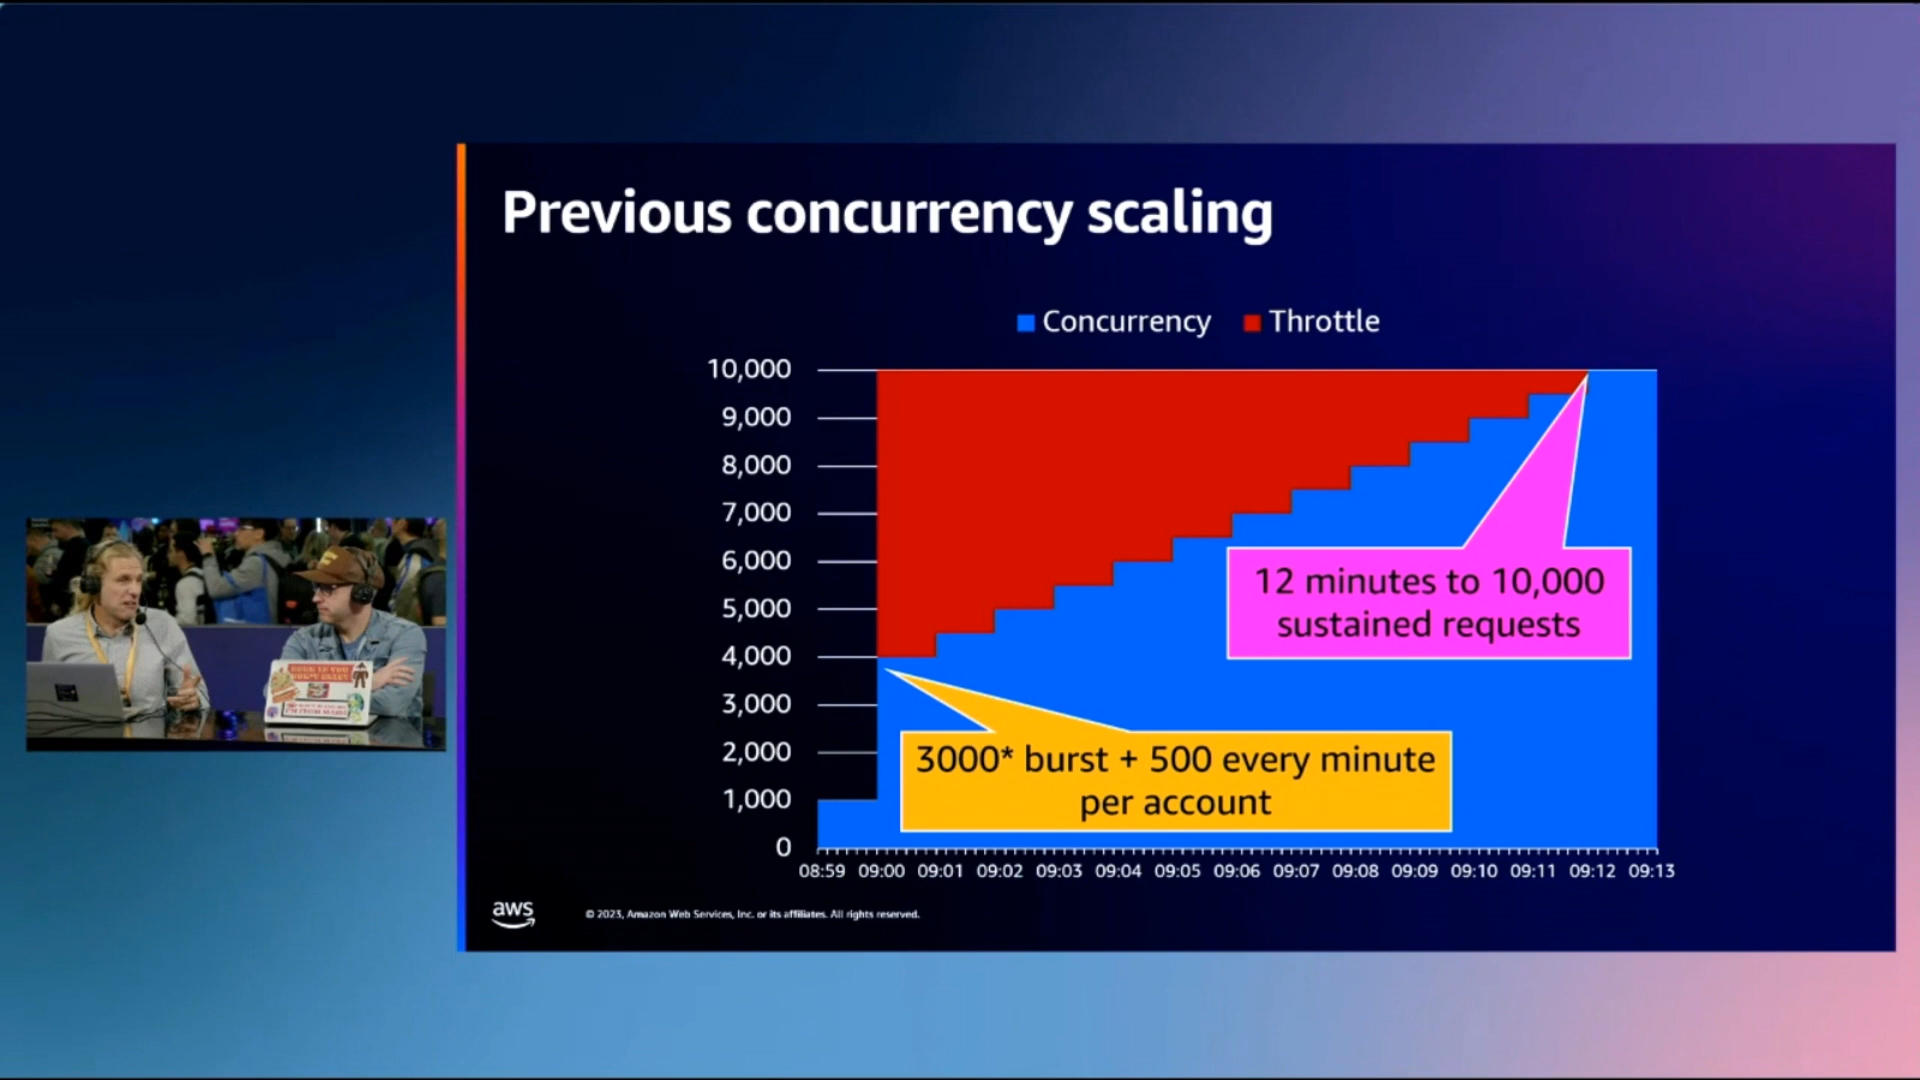 Previous concurrency scaling
Concurrency Throttle
10,000
9,000
8,000
7,000
6,000
5,000
4,000
3,000
2,000
1,000
0
12 minutes to 10,000
sustained requests
3000* burst + 500 every minute
per account
08:59 09:00 09:01 09:02 09:03 09:04 09:05 09:06 09:07 09:08 09:09 09:10 09:11 09:12 09:13
aws
© 2023, Amazon Web Services, Inc. or its affiliates. All rights reserved.